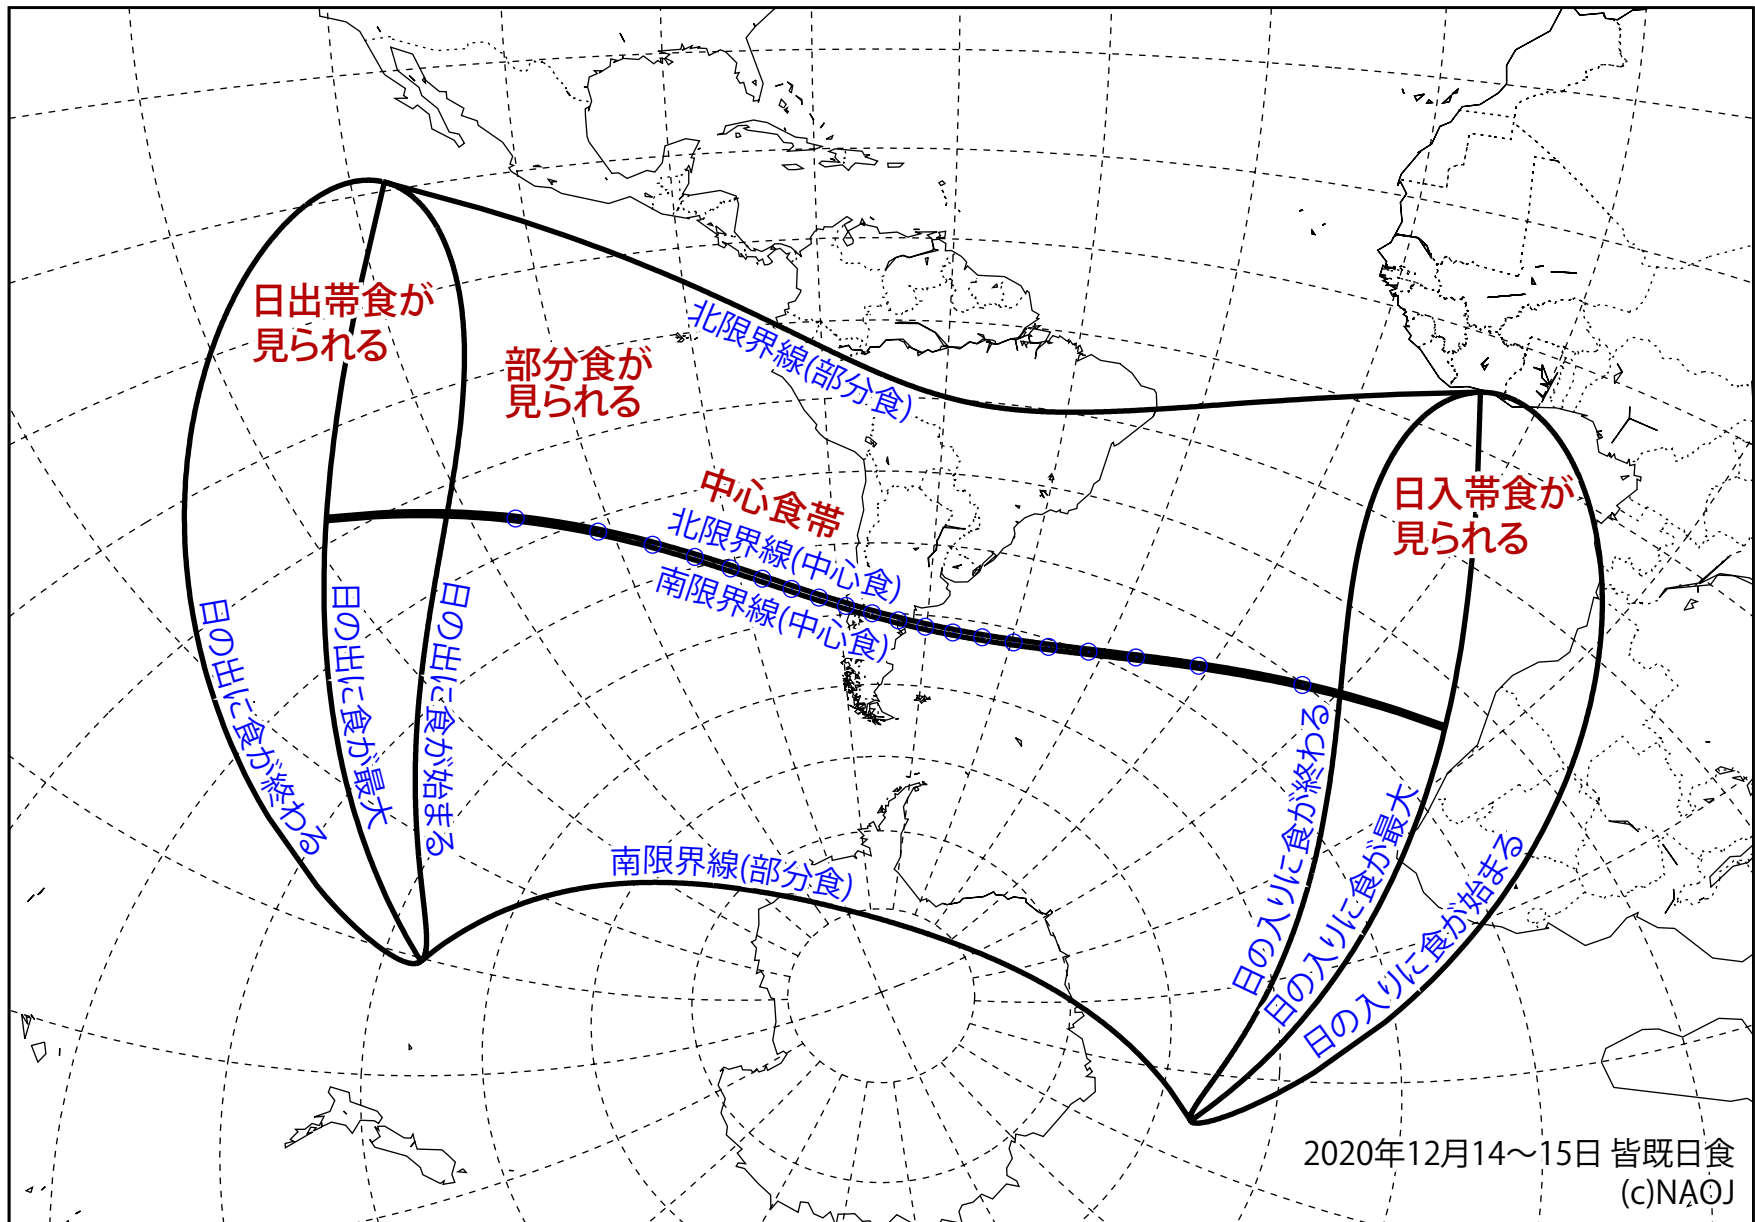 日出帯食が
見られる
部分食が
見られる
北限界線(部分食)
中心食帯
北限界線(中心食)
南限界線(中心食)
日入帯食が
見られる
日の出に食が終わる
日の出に食が最大
日の出に食が始まる
南限界線(部分食)
日の入りに食が終わる
日の入りに食が最大
日の入りに食が始まる
2020年12月14～15日 皆既日食
(c)NAOJ